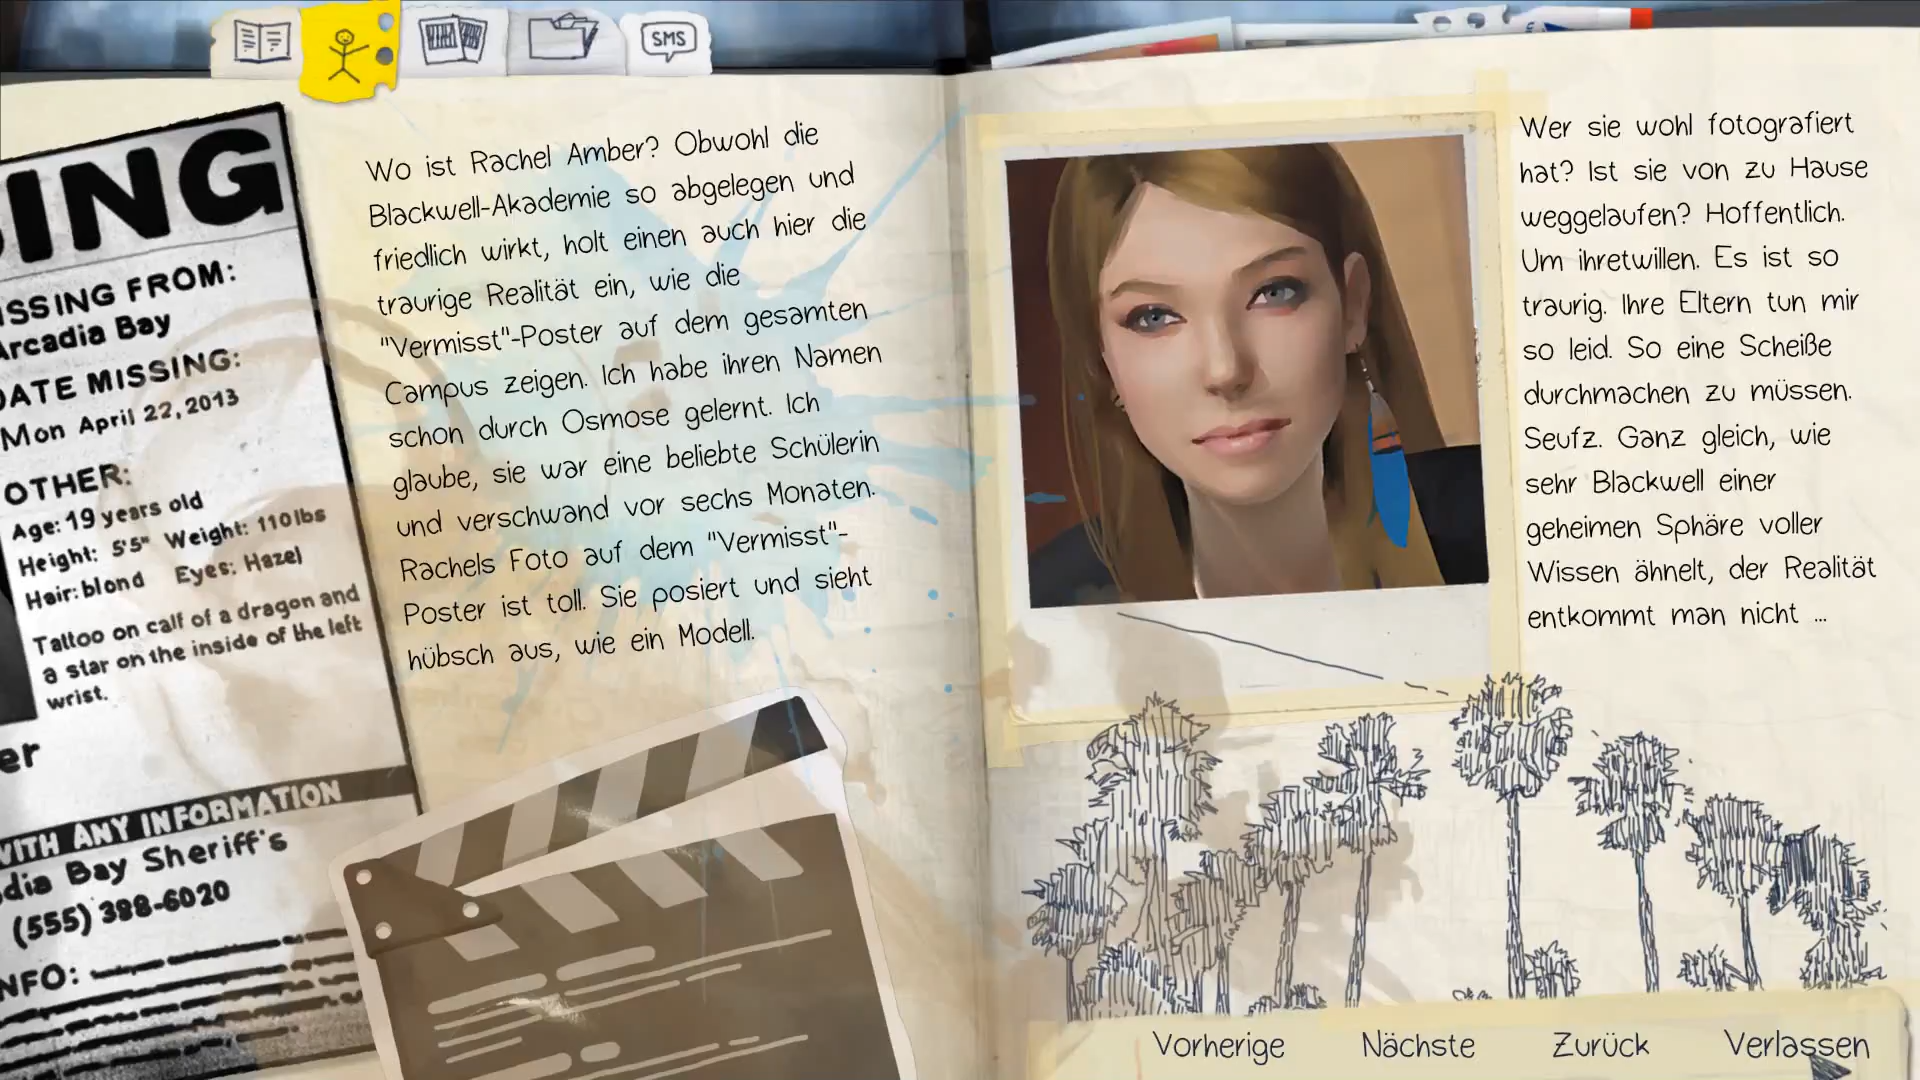 SMS
ING
ISSING FROM:
Arcadia Bay
DATE MISSING:
Mon April 22, 2013
OTHER:
Age: 19 years old
Height: 5'5" Weight: 110lbs
Hair: blond Eyes: Hazel
Tattoo on calf of a dragon and
a star on the inside of the left
wrist.
er
WITH ANY INFORMATION
dia Bay Sheriff's
(555) 388-6020
NFO:
Wo ist Rachel Amber? Obwohl die
Blackwell-Akademie so abgelegen und
friedlich wirkt, holt einen auch hier die
traurige Realität ein, wie die
"Vermisst"-Poster auf dem gesamten
Campus zeigen. Ich habe ihren Namen
schon durch Osmose gelernt. Ich
glaube, sie war eine beliebte Schülerin
und verschwand vor sechs Monaten.
Rachels Foto auf dem "Vermisst"-
Poster ist toll. Sie posiert und sieht
hübsch aus, wie ein Modell.
Wer sie wohl fotografiert
hat? Ist sie von zu Hause
weggelaufen? Hoffentlich.
Um ihretwillen. Es ist so
traurig. Ihre Eltern tun mir
so leid. So eine Scheiße
durchmachen zu müssen.
Seufz. Ganz gleich, wie
sehr Blackwell einer
geheimen Sphäre voller
Wissen ähnelt, der Realität
entkommt man nicht ...
Vorherige Nächste Zurück Verlassen